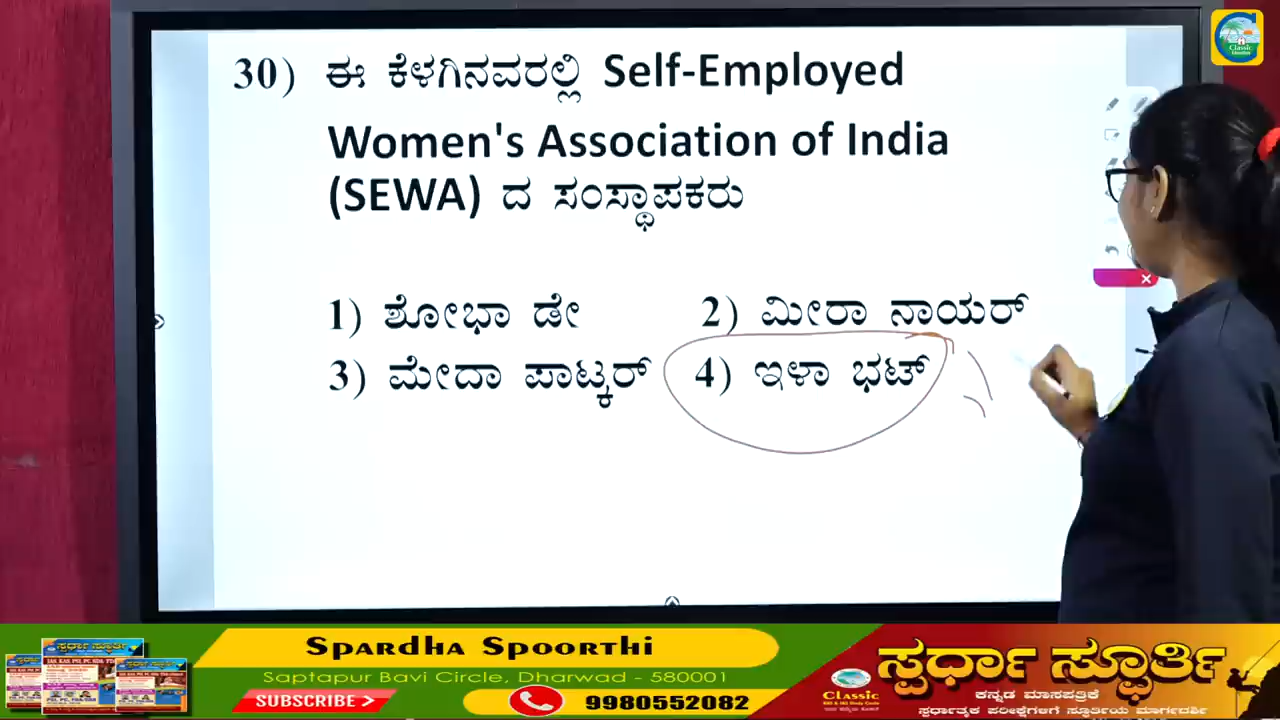 30) ಈ ಕೆಳಗಿನವರಲ್ಲಿ Self-Employed
Women's Association of India
(SEWA) ದ ಸಂಸ್ಥಾಪಕರು
1) ಶೋಭಾ ಡೇ 2) ಮೀರಾ ನಾಯರ್
3) ಮೇದಾ ಪಾಟ್ಕರ್ 4) ಇಳಾ ಭಟ್
Classic
Spardha Spoorthi
Saptapur Bavi Circle, Dharwad - 580001
SUBSCRIBE >
9980552082
ಸ್ಪರ್ಧಾ ಸ್ಫೂರ್ತಿ
Classic
ಕನ್ನಡ ಮಾಸಪತ್ರಿಕೆ
ಸ್ಪರ್ಧಾತ್ಮಕ ಪರೀಕ್ಷೆಗಳಿಗೆ ಸ್ಫೂರ್ತಿಯ ಮಾರ್ಗದರ್ಶಿ